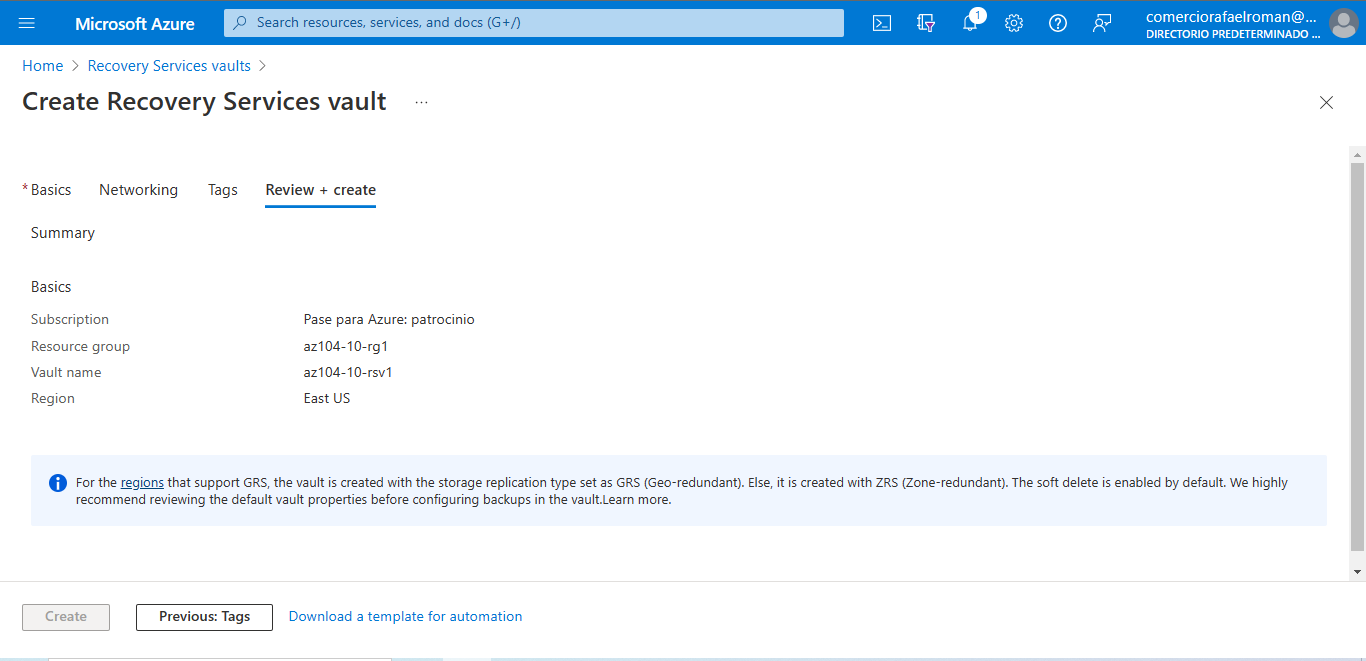 Microsoft Azure
Search resources, services, and docs (G+/)
1
comerciorafaelroman@...
DIRECTORIO PREDETERMINADO ...
Home > Recovery Services vaults >
Create Recovery Services vault ...
* Basics Networking Tags Review + create
Summary
Basics
Subscription Pase para Azure: patrocinio
Resource group az104-10-rg1
Vault name az104-10-rsv1
Region East US
For the regions that support GRS, the vault is created with the storage replication type set as GRS (Geo-redundant). Else, it is created with ZRS (Zone-redundant). The soft delete is enabled by default. We highly
recommend reviewing the default vault properties before configuring backups in the vault.Learn more.
Create Previous: Tags Download a template for automation